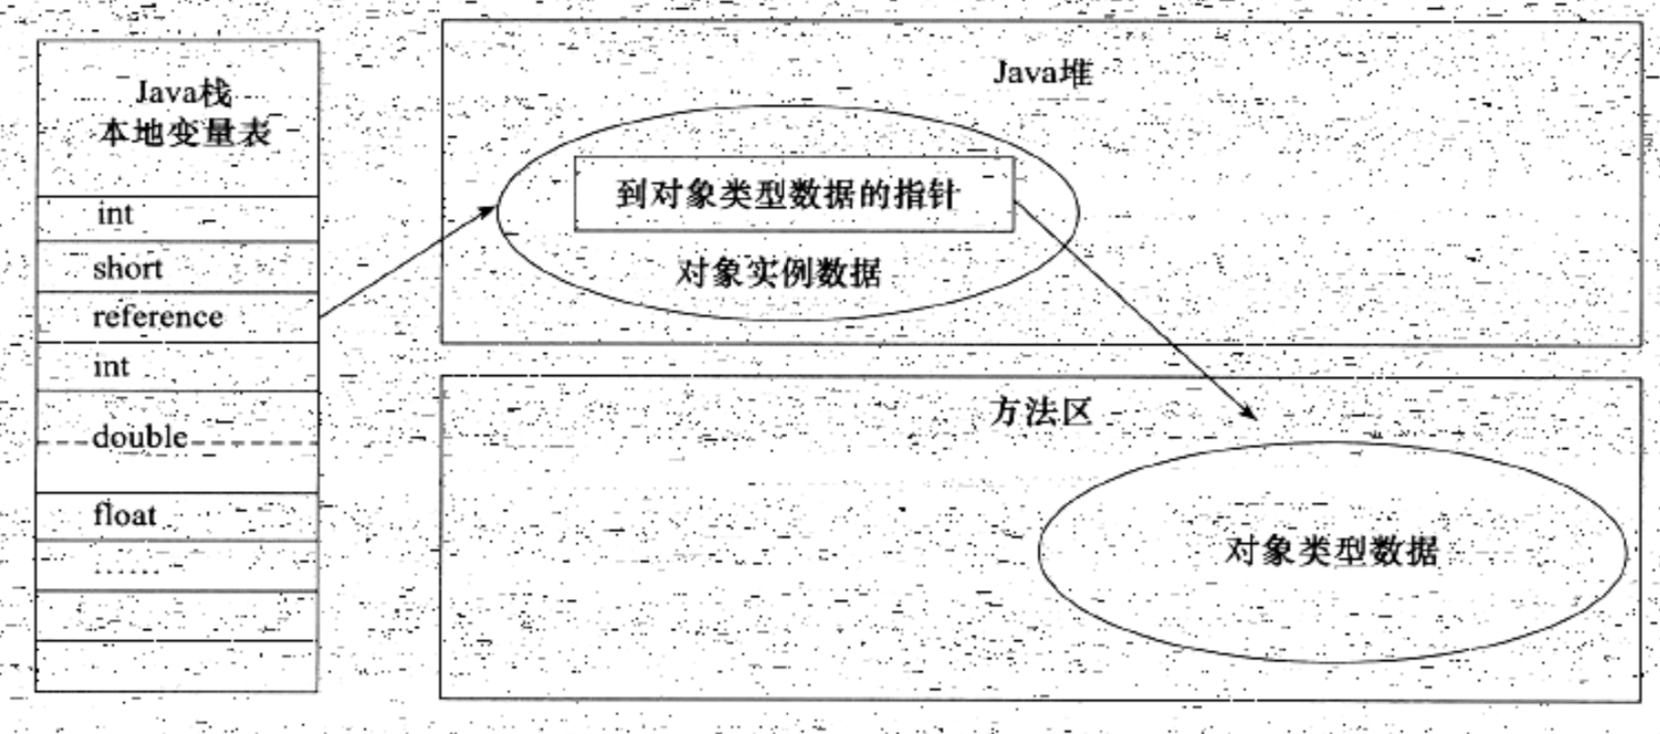 Java栈
本地变量表
int
short
reference
int
double
float
......
Java堆
到对象类型数据的指针
对象实例数据
方法区
对象类型数据